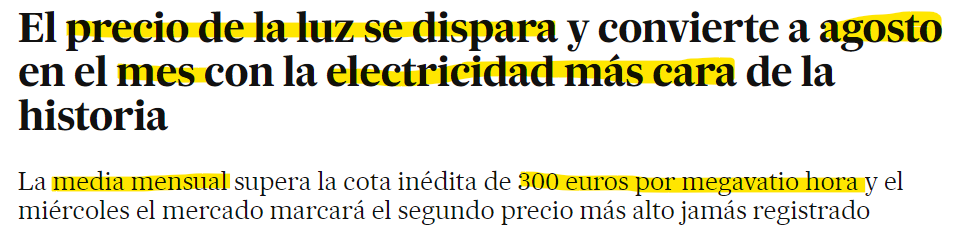 El precio de la luz se dispara y convierte a agosto
en el mes con la electricidad más cara de la
historia
La media mensual supera la cota inédita de 300 euros por megavatio hora y el
miércoles el mercado marcará el segundo precio más alto jamás registrado